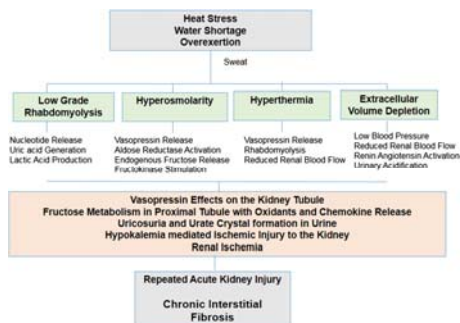 Heat Stress
Water Shortage
Overexertion
Sweat
Low Grade
Rhabdomyolysis
Nucleotide Release
Uric acid Generation
Lactic Acid Production
Hyperosmolarity
Vasopressin Release
Aldose Reductase Activation
Endogenous Fructose Release
Fructokinase Stimulation
Hyperthermia
Vasopressin Release
Rhabdomyolysis
Reduced Renal Blood Flow
Extracellular
Volume Depletion
Low Blood Pressure
Reduced Renal Blood Flow
Renin Angiotensin Activation
Urinary Acidification
Vasopressin Effects on the Kidney Tubule
Fructose Metabolism in Proximal Tubule with Oxidants and Chemokine Release
Uricosuria and Urate Crystal formation in Urine
Hypokalemia mediated Ischemic Injury to the Kidney
Renal Ischemia
Repeated Acute Kidney Injury
Chronic Interstitial
Fibrosis